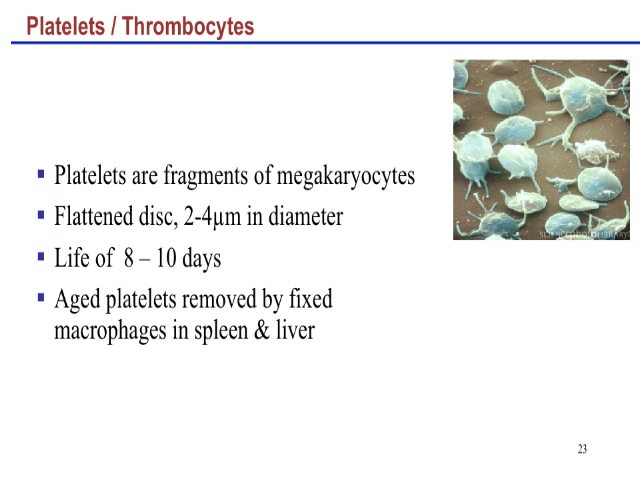 Platelets / Thrombocytes
▪ Platelets are fragments of megakaryocytes
▪ Flattened disc, 2-4µm in diameter
▪ Life of 8 – 10 days
▪ Aged platelets removed by fixed
macrophages in spleen & liver
SCIENCEPHOTOLIBRARY
23